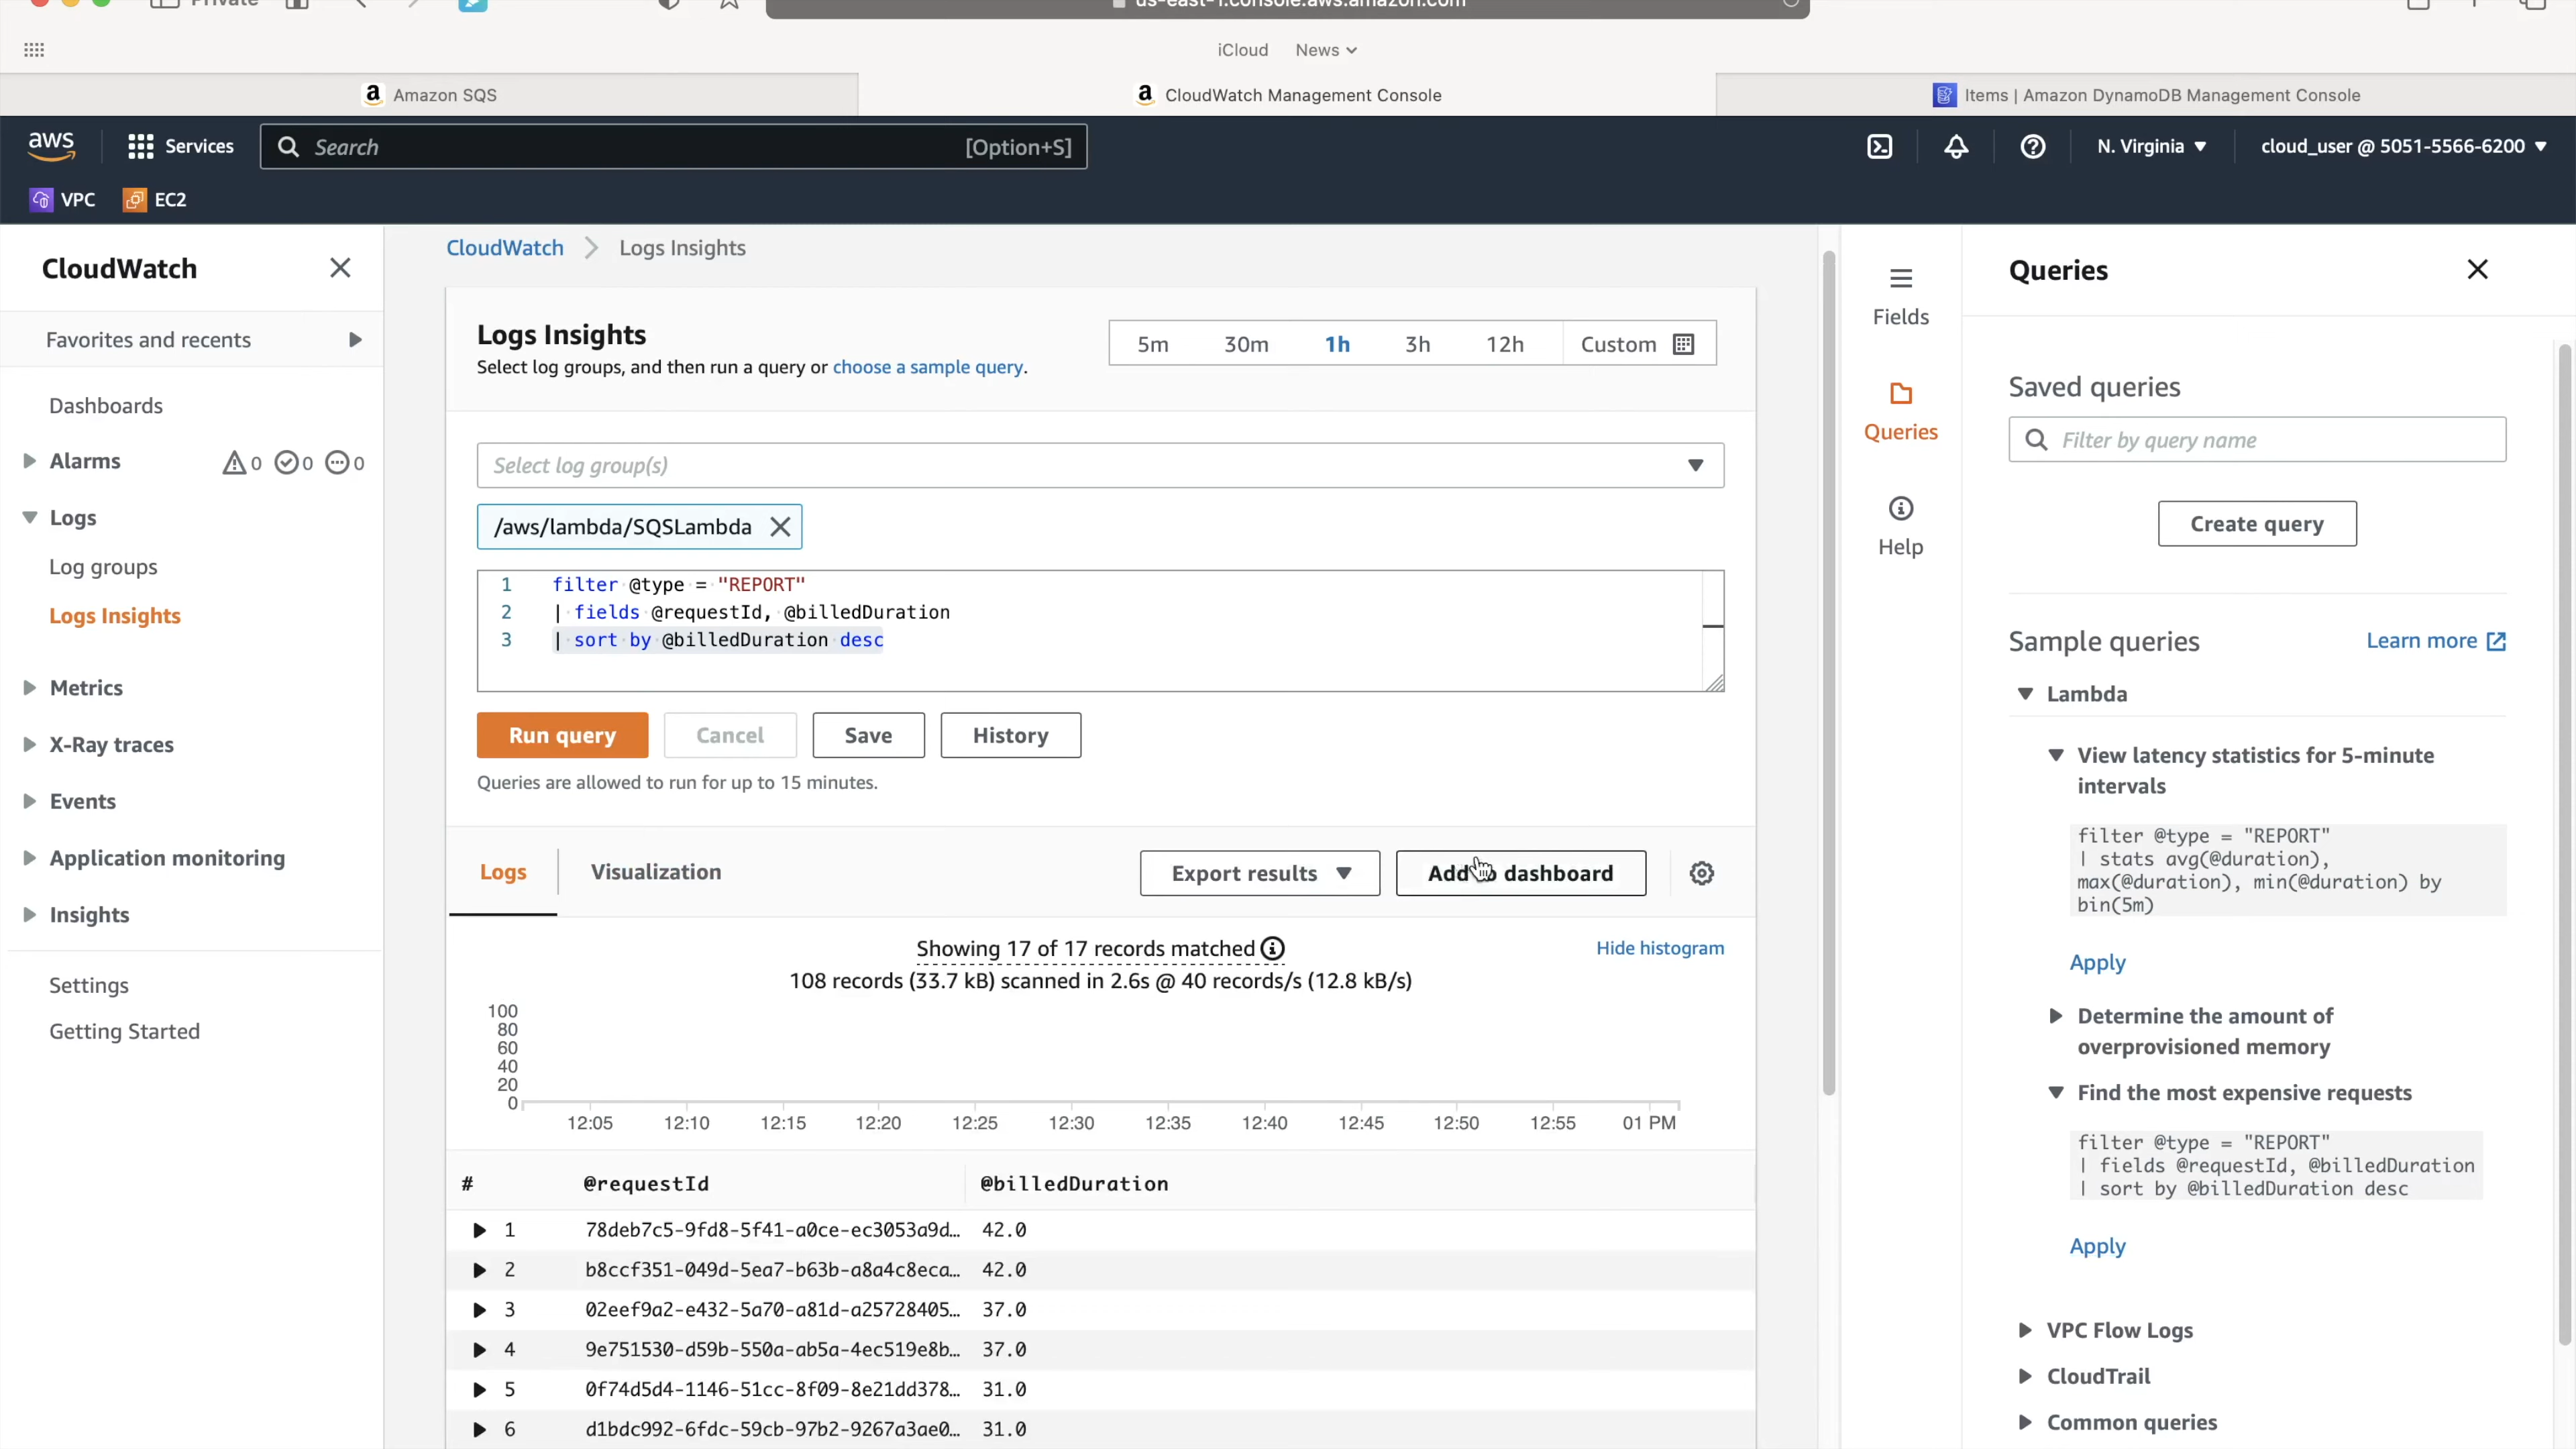 Private
us-east-1.console.aws.amazon.com
iCloud News
Amazon SQS
CloudWatch Management Console
Items | Amazon DynamoDB Management Console
aws
Services
Search
[Option+S]
N. Virginia
cloud_user @ 5051-5566-6200
VPC
EC2
CloudWatch
Favorites and recents
Dashboards
Alarms 0 0 0
Logs
Log groups
Logs Insights
Metrics
X-Ray traces
Events
Application monitoring
Insights
Settings
Getting Started
CloudWatch Logs Insights
Logs Insights
Select log groups, and then run a query or choose a sample query.
5m 30m 1h 3h 12h Custom
Select log group(s)
/aws/lambda/SQSLambda
1 filter @type = "REPORT"
2 | fields @requestId, @billedDuration
3 | sort by @billedDuration desc
Run query Cancel Save History
Queries are allowed to run for up to 15 minutes.
Logs Visualization
Export results
Add dashboard
Showing 17 of 17 records matched
Hide histogram
108 records (33.7 kB) scanned in 2.6s @ 40 records/s (12.8 kB/s)
100
80
60
40
20
0
12:05 12:10 12:15 12:20 12:25 12:30 12:35 12:40 12:45 12:50 12:55 01 PM
# @requestId @billedDuration
1 78deb7c5-9fd8-5f41-a0ce-ec3053a9d… 42.0
2 b8ccf351-049d-5ea7-b63b-a8a4c8eca… 42.0
3 02eef9a2-e432-5a70-a81d-a25728405… 37.0
4 9e751530-d59b-550a-ab5a-4ec519e8b… 37.0
5 0f74d5d4-1146-51cc-8f09-8e21dd378… 31.0
6 d1bdc992-6fdc-59cb-97b2-9267a3ae0… 31.0
Fields
Queries
Help
Queries
Saved queries
Filter by query name
Create query
Sample queries
Learn more
Lambda
View latency statistics for 5-minute
intervals
filter @type = "REPORT"
| stats avg(@duration),
max(@duration), min(@duration) by
bin(5m)
Apply
Determine the amount of
overprovisioned memory
Find the most expensive requests
filter @type = "REPORT"
| fields @requestId, @billedDuration
| sort by @billedDuration desc
Apply
VPC Flow Logs
CloudTrail
Common queries